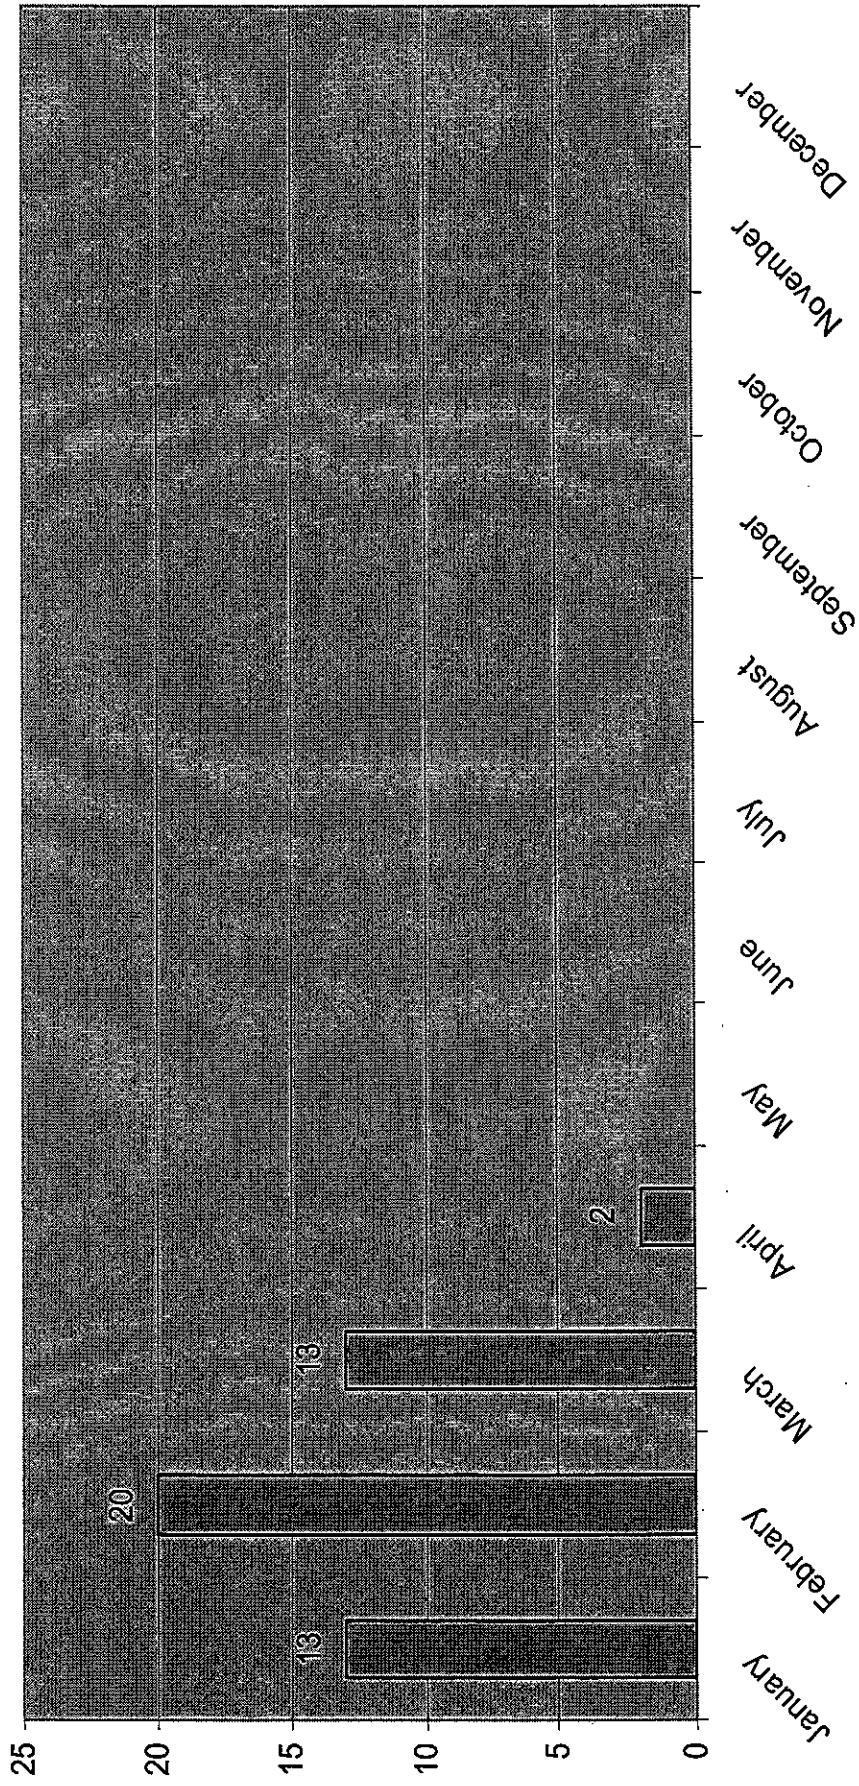 25
20
15
10
5
0
13
20
13
2
January
February
March
April
May
June
July
August
September
October
November
December